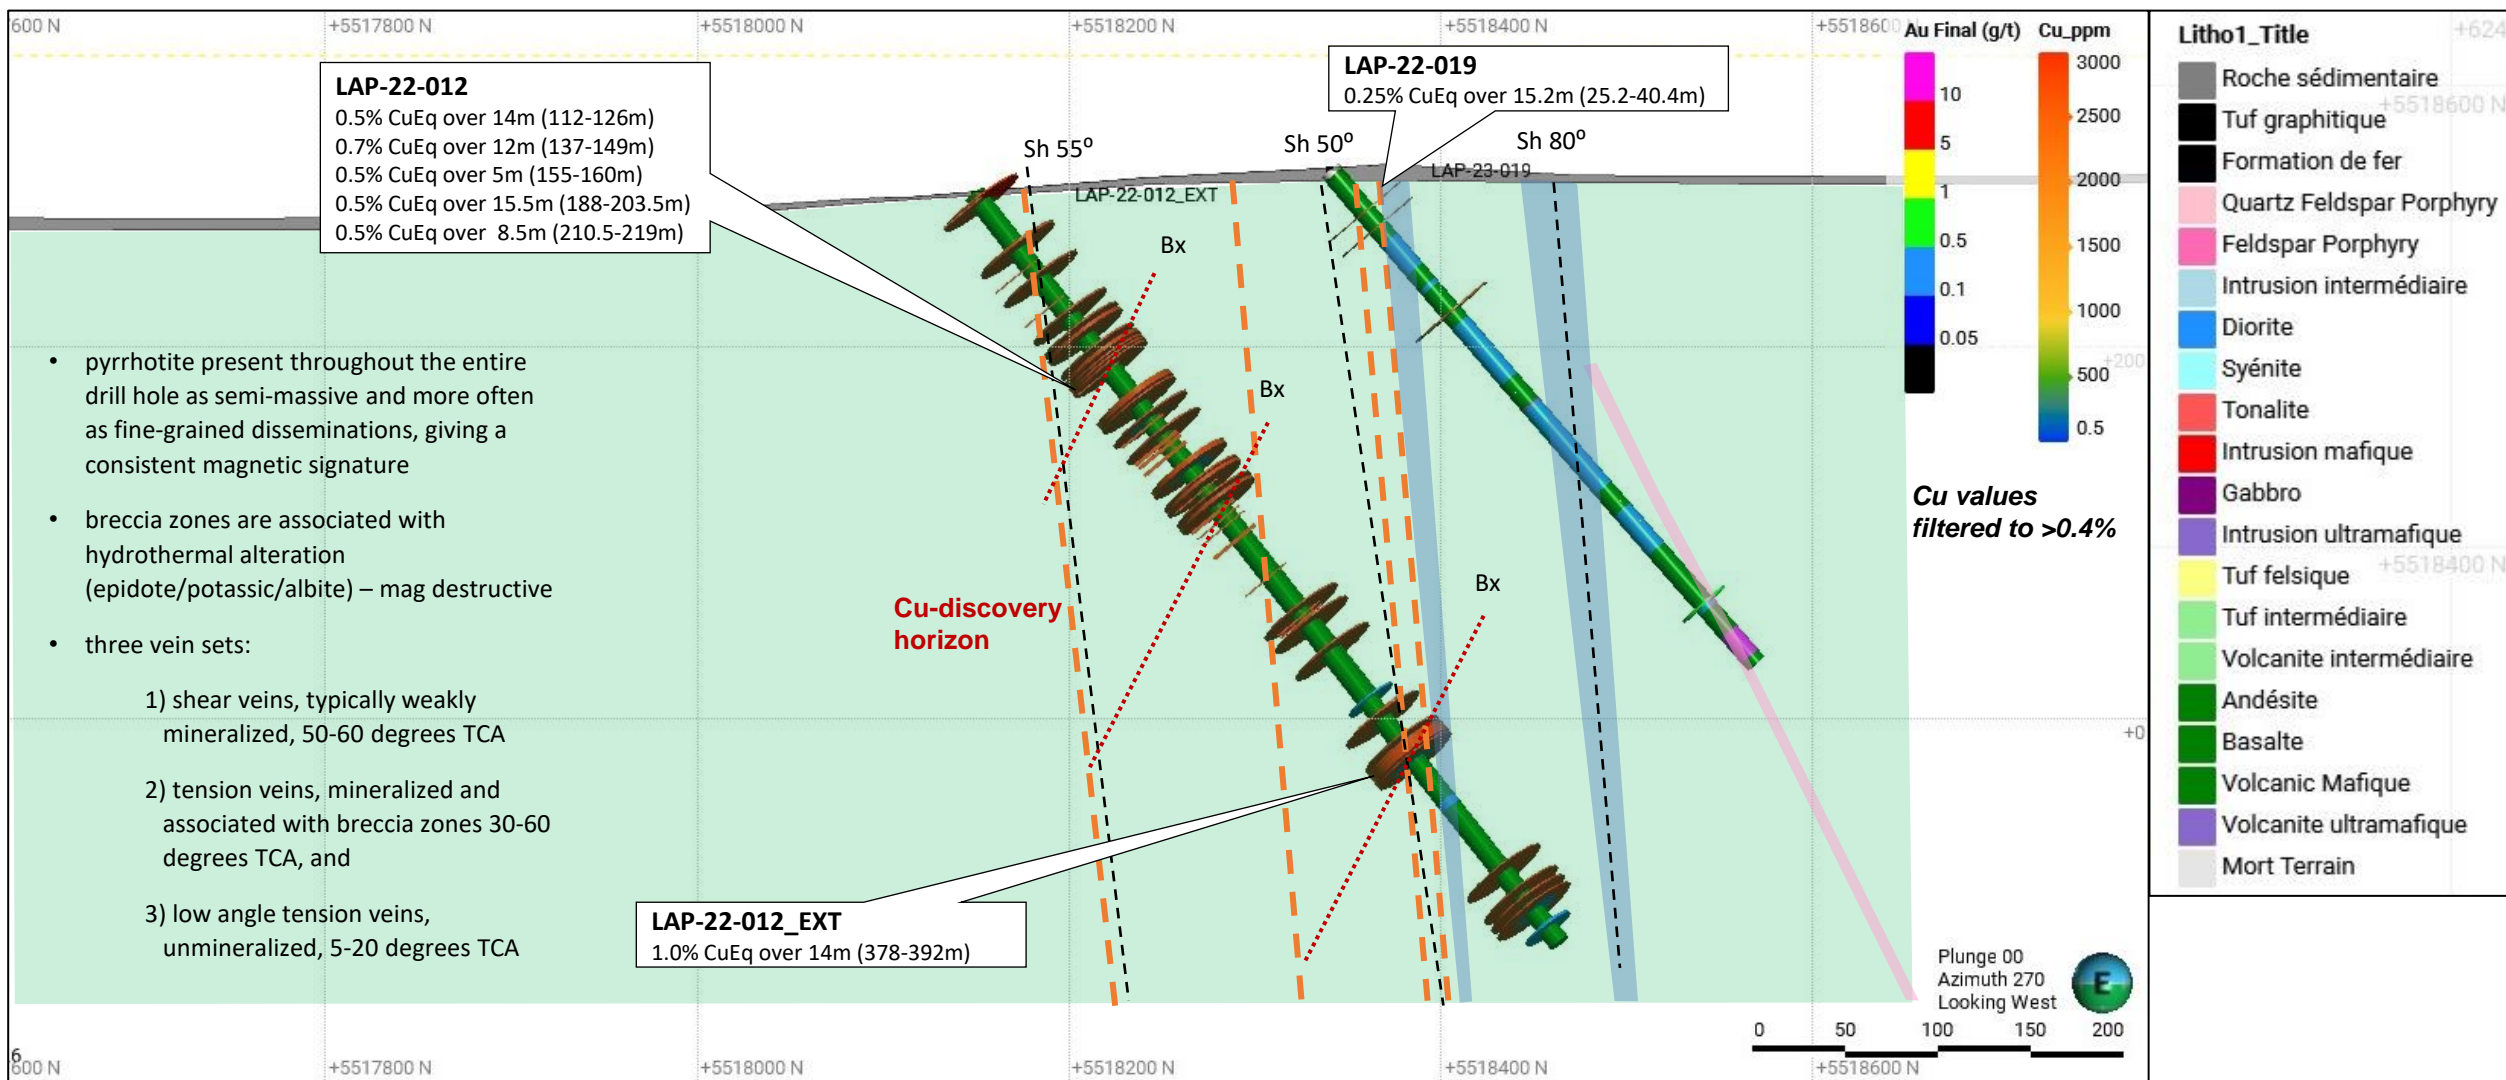 600 N
+5517800 N
+5518000 N
+5518200 N
+5518400 N
+5518600
LAP-22-012
0.5% CuEq over 14m (112-126m)
0.7% CuEq over 12m (137-149m)
0.5% CuEq over 5m (155-160m)
0.5% CuEq over 15.5m (188-203.5m)
0.5% CuEq over 8.5m (210.5-219m)
LAP-22-019
0.25% CuEq over 15.2m (25.2-40.4m)
Sh 55⁰
Sh 50⁰
Sh 80⁰
LAP-22-012_EXT
LAP-23-019
Bx
Bx
Bx
• pyrrhotite present throughout the entire
drill hole as semi-massive and more often
as fine-grained disseminations, giving a
consistent magnetic signature
• breccia zones are associated with
hydrothermal alteration
(epidote/potassic/albite) – mag destructive
• three vein sets:
1) shear veins, typically weakly
mineralized, 50-60 degrees TCA
2) tension veins, mineralized and
associated with breccia zones 30-60
degrees TCA, and
3) low angle tension veins,
unmineralized, 5-20 degrees TCA
Cu-discovery
horizon
LAP-22-012_EXT
1.0% CuEq over 14m (378-392m)
Au Final (g/t)
10
5
1
0.5
0.1
0.05
Cu_ppm
3000
2500
2000
1500
1000
500
0.5
+200
Cu values
filtered to >0.4%
+0
Plunge 00
Azimuth 270
Looking West
E
0 50 100 150 200
6
600 N
+5517800 N
+5518000 N
+5518200 N
+5518400 N
+5518600 N
Litho1_Title
+624
Roche sédimentaire
+5518600 N
Tuf graphitique
Formation de fer
Quartz Feldspar Porphyry
Feldspar Porphyry
Intrusion intermédiaire
Diorite
Syénite
Tonalite
Intrusion mafique
Gabbro
Intrusion ultramafique
+5518400 N
Tuf felsique
Tuf intermédiaire
Volcanite intermédiaire
Andésite
Basalte
Volcanic Mafique
Volcanite ultramafique
Mort Terrain